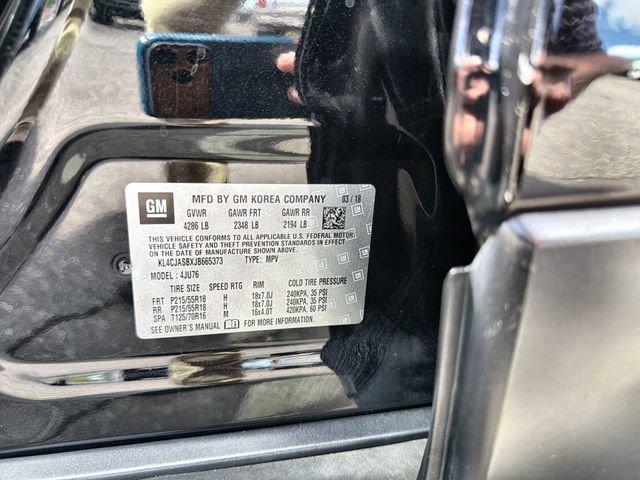 GM
MFD BY GM KOREA COMPANY 03/18
GVWR GAWR FRT GAWR RR
4286 LB 2348 LB 2194 LB
THIS VEHICLE CONFORMS TO ALL APPLICABLE U.S. FEDERAL MOTOR
VEHICLE SAFETY AND THEFT PREVENTION STANDARDS IN EFFECT
ON THE DATE OF MANUFACTURE SHOWN ABOVE.
KL4CJASBXJB665373 TYPE: MPV
MODEL: 4JU76
TIRE SIZE SPEED RTG RIM COLD TIRE PRESSURE
FRT P215/55R18 H 18x7.0J 240KPA, 35 PSI
RR P215/55R18 H 18x7.0J 240KPA, 35 PSI
SPA T125/70R16 M 16x4.0T 420KPA, 60 PSI
SEE OWNER'S MANUAL FOR MORE INFORMATION.